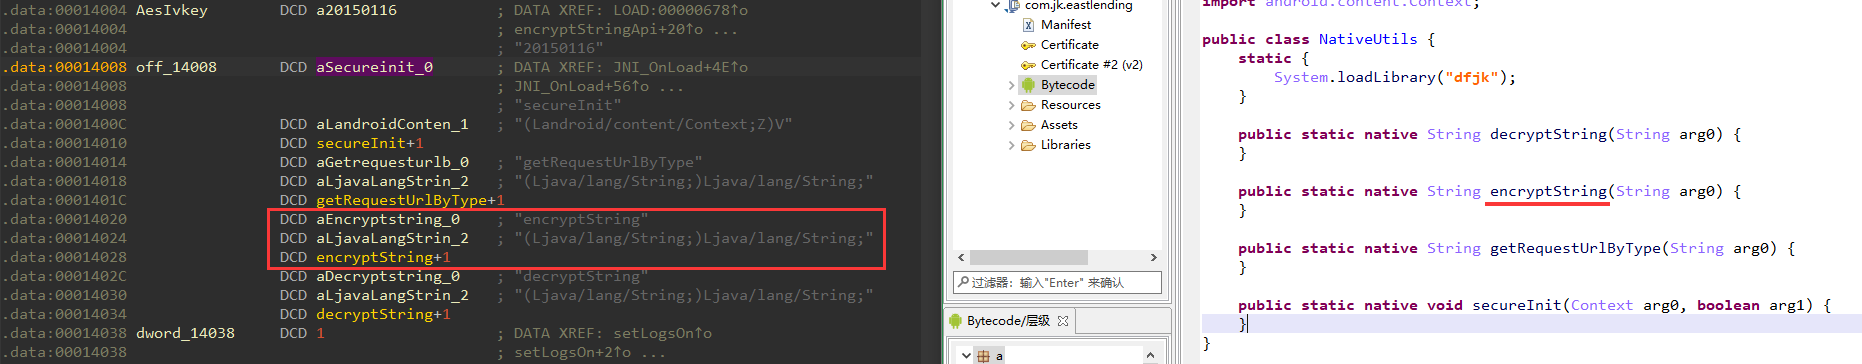 .data:00014004 AesIvkey DCD a20150116 ; DATA XREF: LOAD:00000678↑o
.data:00014004 ; encryptStringApi+20↑o ...
.data:00014004 ; "20150116"
.data:00014008 off_14008 DCD aSecureinit_0 ; DATA XREF: JNI_OnLoad+4E↑o
.data:00014008 ; JNI_OnLoad+56↑o ...
.data:00014008 ; "secureInit"
.data:0001400C DCD aLandroidConten_1 ; "(Landroid/content/Context;Z)V"
.data:00014010 DCD secureInit+1
.data:00014014 DCD aGetrequesturlb_0 ; "getRequestUrlByType"
.data:00014018 DCD aLjavaLangStrin_2 ; "(Ljava/lang/String;)Ljava/lang/String;"
.data:0001401C DCD getRequestUrlByType+1
.data:00014020 DCD aEncryptstring_0 ; "encryptString"
.data:00014024 DCD aLjavaLangStrin_2 ; "(Ljava/lang/String;)Ljava/lang/String;"
.data:00014028 DCD encryptString+1
.data:0001402C DCD aDecryptstring_0 ; "decryptString"
.data:00014030 DCD aLjavaLangStrin_2 ; "(Ljava/lang/String;)Ljava/lang/String;"
.data:00014034 DCD decryptString+1
.data:00014038 dword_14038 DCD 1 ; DATA XREF: setLogsOn↑o
.data:00014038 ; setLogsOn+2↑o ...
com.jk.eastlending
Manifest
Certificate
Certificate #2 (v2)
Bytecode
Resources
Assets
Libraries
过滤器: 输入"Enter" 来确认
Bytecode/层级
a
import android.content.Context;
public class NativeUtils {
static {
System.loadLibrary("dfjk");
}
public static native String decryptString(String arg0) {
}
public static native String encryptString(String arg0) {
}
public static native String getRequestUrlByType(String arg0) {
}
public static native void secureInit(Context arg0, boolean arg1) {
}
}